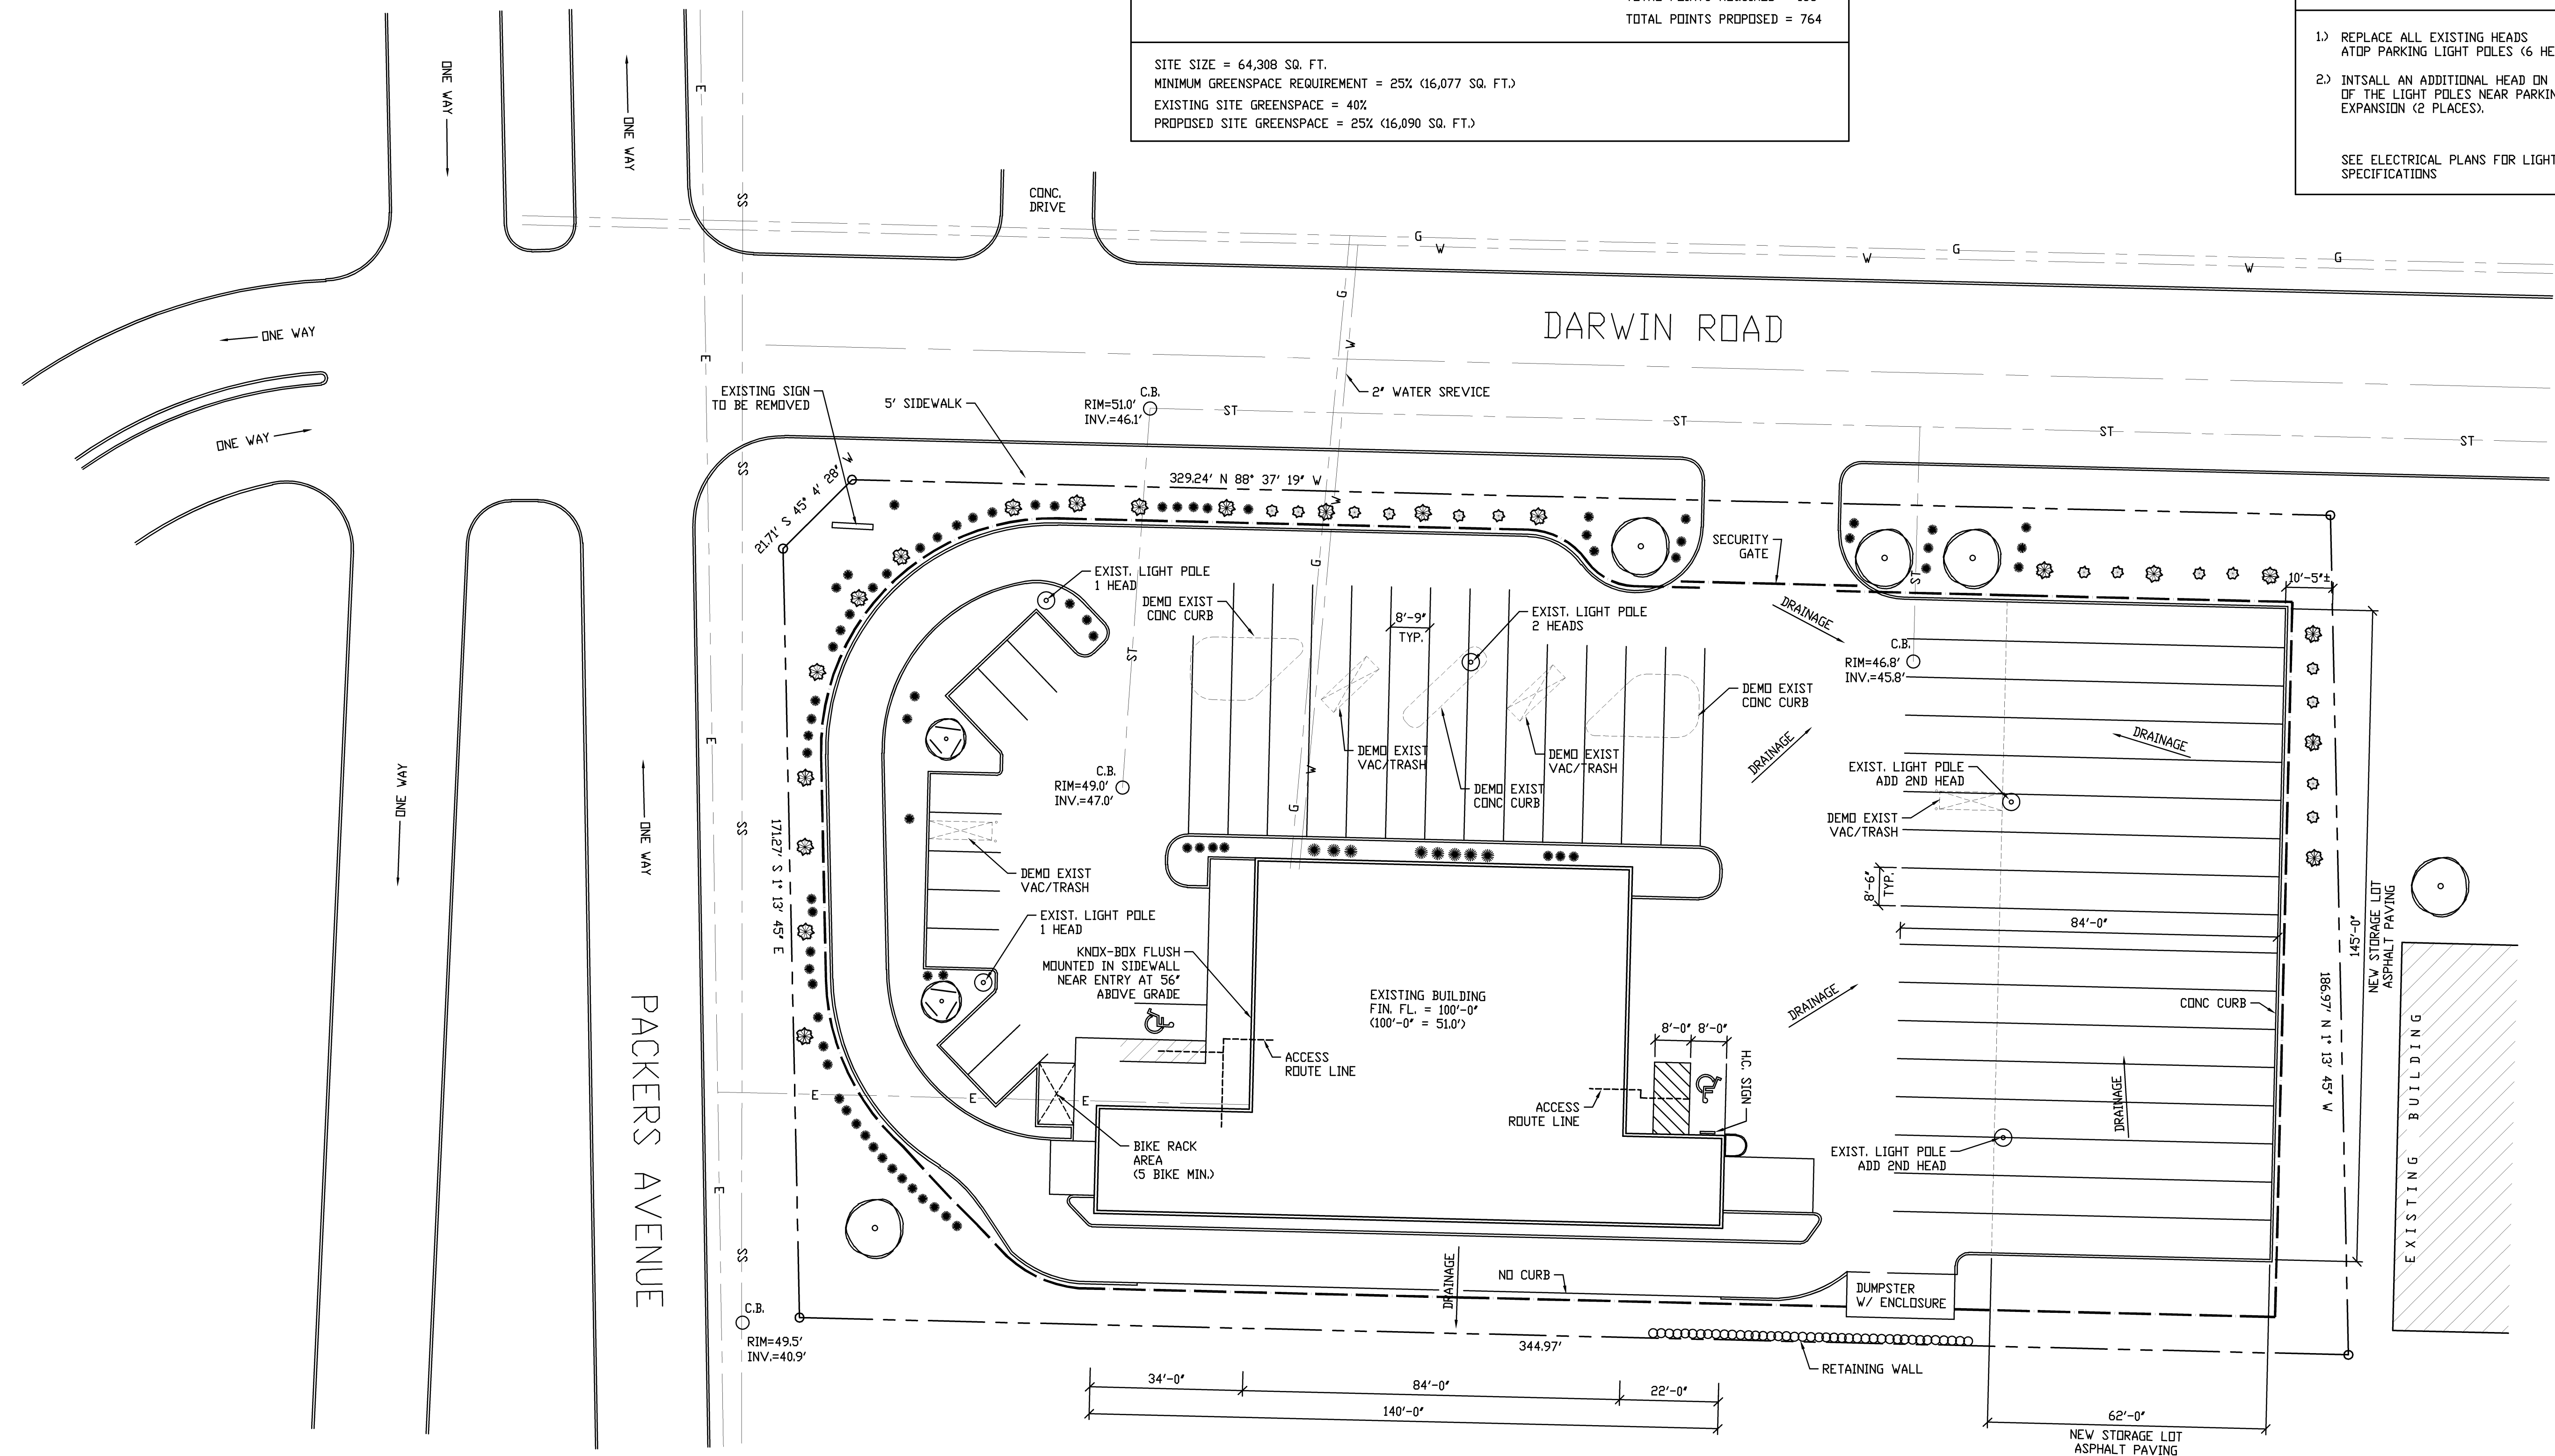 TOTAL POINTS PROPOSED = 764
SITE SIZE = 64,308 SQ. FT.
MINIMUM GREENSPACE REQUIREMENT = 25% (16,077 SQ. FT.)
EXISTING SITE GREENSPACE = 40%
PROPOSED SITE GREENSPACE = 25% (16,090 SQ. FT.)
1.) REPLACE ALL EXISTING HEADS
ATOP PARKING LIGHT POLES (6
2.) INTSALL AN ADDITIONAL HEAD ON
OF THE LIGHT POLES NEAR
EXPANSION (2 PLACES).
SEE ELECTRICAL PLANS FOR
SPECIFICATIONS
ONE WAY
ONE WAY
E
SS
CONC.
DRIVE
G
W
W
G
W
G
ONE WAY
ONE WAY
DARWIN ROAD
G
W
E
2" WATER SREVICE
EXISTING SIGN
TO BE REMOVED
5' SIDEWALK
C.B.
RIM=51.0'
INV.=46.1'
ST
ST
ST
ST
SS
21.71' S 45° 4' 28" W
329.24' N 88° 37' 19" W
W
SECURITY
GATE
G
ST
10'-5"±
EXIST. LIGHT POLE
1 HEAD
DEMO EXIST
CONC CURB
8'-9"
TYP.
EXIST. LIGHT POLE
2 HEADS
DRAINAGE
ST
C.B.
RIM=46.8'
INV.=45.8'
DEMO EXIST
CONC CURB
E
DRAINAGE
DRAINAGE
DEMO EXIST
VAC/TRASH
DEMO EXIST
VAC/TRASH
W
C.B.
RIM=49.0'
INV.=47.0'
DEMO EXIST
CONC CURB
G
EXIST. LIGHT POLE
ADD 2ND HEAD
DEMO EXIST
VAC/TRASH
ONE WAY
ONE WAY
SS
171.27' S 1° 13' 45" E
DEMO EXIST
VAC/TRASH
8'-6"
TYP.
84'-0"
145'-0"
NEW STORAGE LOT
ASPHALT PAVING
EXIST. LIGHT POLE
1 HEAD
KNOX-BOX FLUSH
MOUNTED IN SIDEWALL
NEAR ENTRY AT 56"
ABOVE GRADE
EXISTING BUILDING
FIN. FL. = 100'-0"
(100'-0" = 51.0')
DRAINAGE
CONC CURB
186.97' N 1° 13' 45" W
8'-0"
8'-0"
H.C. SIGN
ACCESS
ROUTE LINE
ACCESS
ROUTE LINE
E
E
E
DRAINAGE
EXISTING BUILDING
PACKERS AVENUE
BIKE RACK
AREA
(5 BIKE MIN.)
EXIST. LIGHT POLE
ADD 2ND HEAD
E
SS
DRAINAGE
NO CURB
DUMPSTER
W/ ENCLOSURE
C.B.
RIM=49.5'
INV.=40.9'
344.97'
RETAINING WALL
34'-0"
84'-0"
22'-0"
140'-0"
62'-0"
NEW STORAGE LOT
ASPHALT PAVING